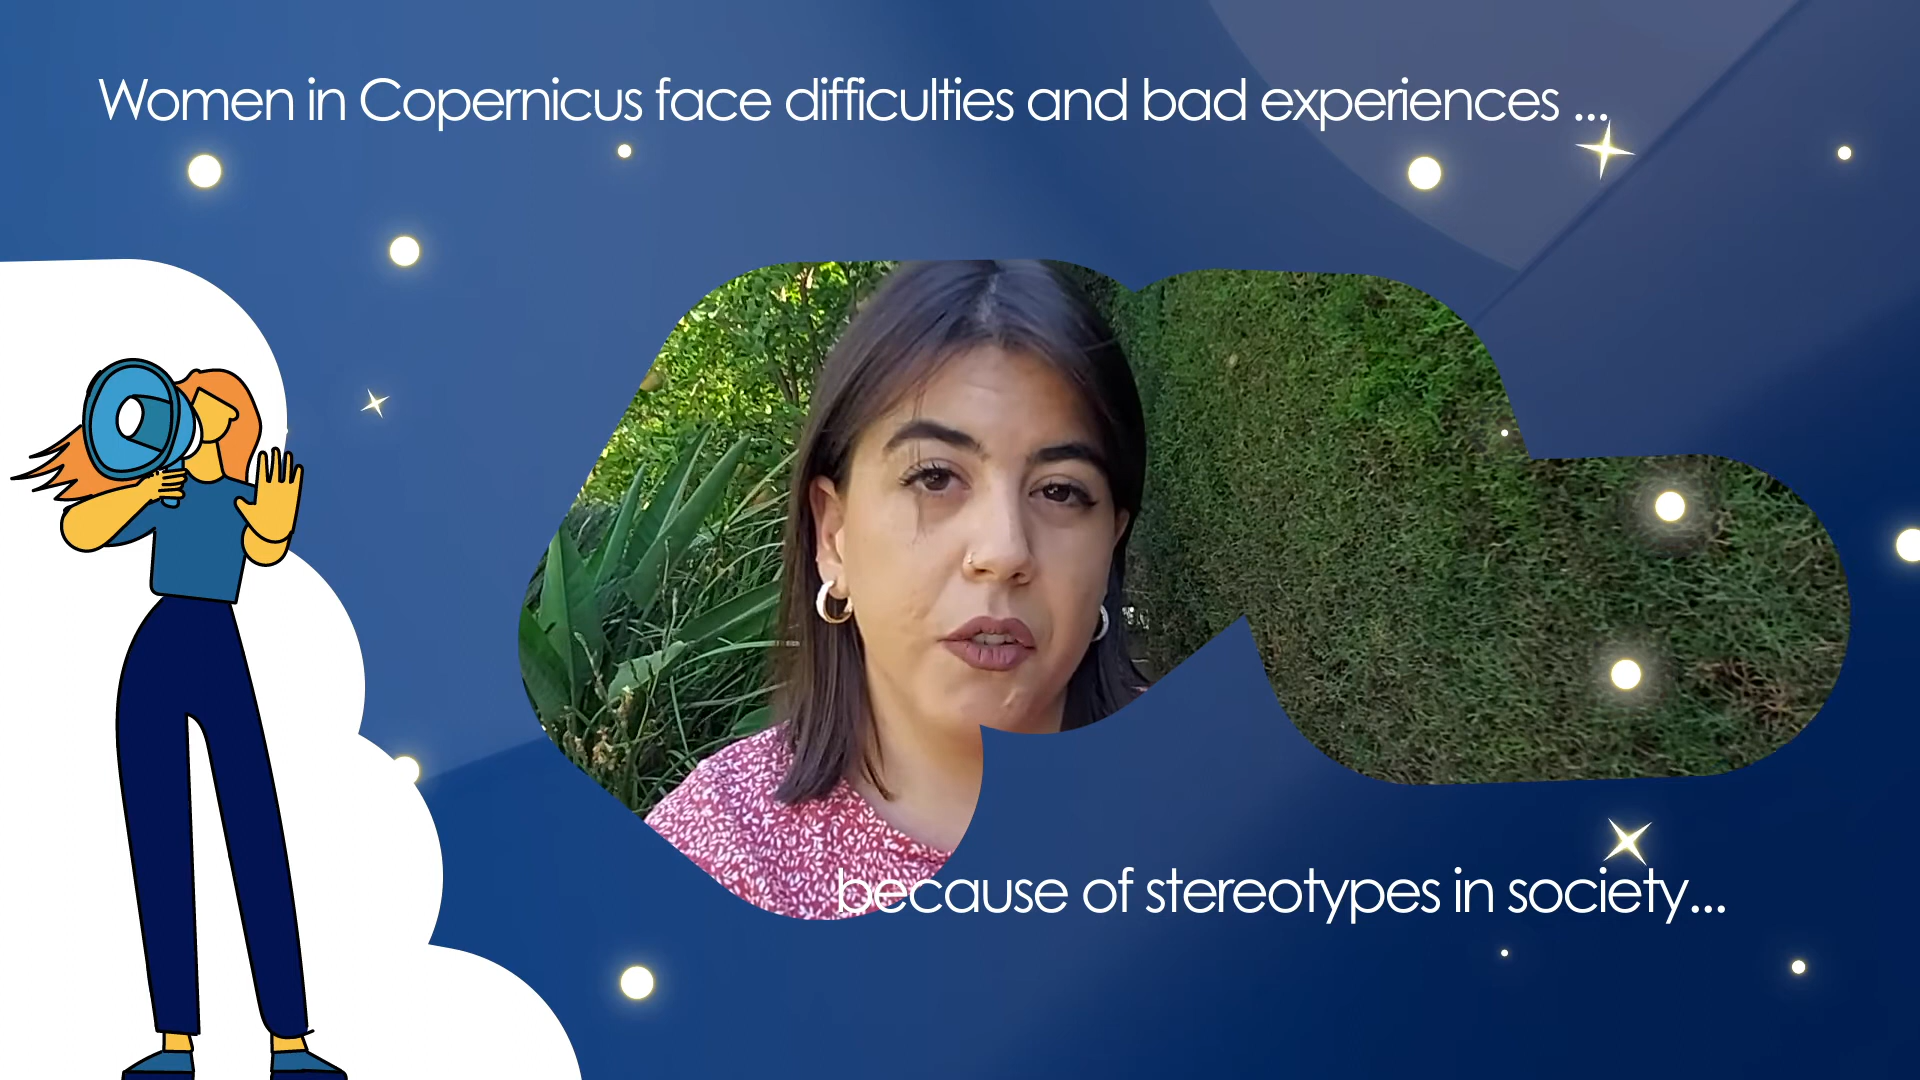 Women in Copernicus face difficulties and bad experiences ...
because of stereotypes in society...